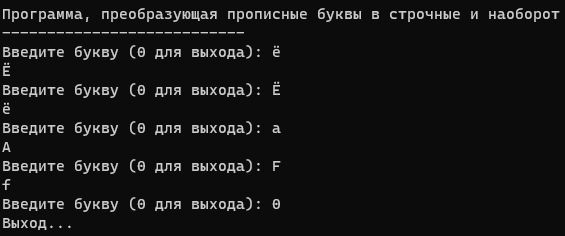 Программа, преобразующая прописные буквы в строчные и наоборот
---------------------------
Введите букву (0 для выхода): ё
Ё
Введите букву (0 для выхода): Ё
ё
Введите букву (0 для выхода): а
А
Введите букву (0 для выхода): F
f
Введите букву (0 для выхода): 0
Выход...